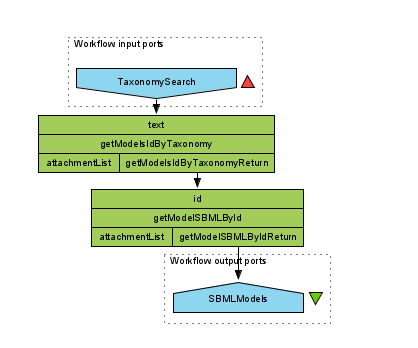 Workflow input ports
TaxonomySearch
text
getModelsIdByTaxonomy
attachmentList getModelsIdByTaxonomyReturn
id
getModelSBMLById
attachmentList getModelSBMLByIdReturn
Workflow output ports
SBMLModels